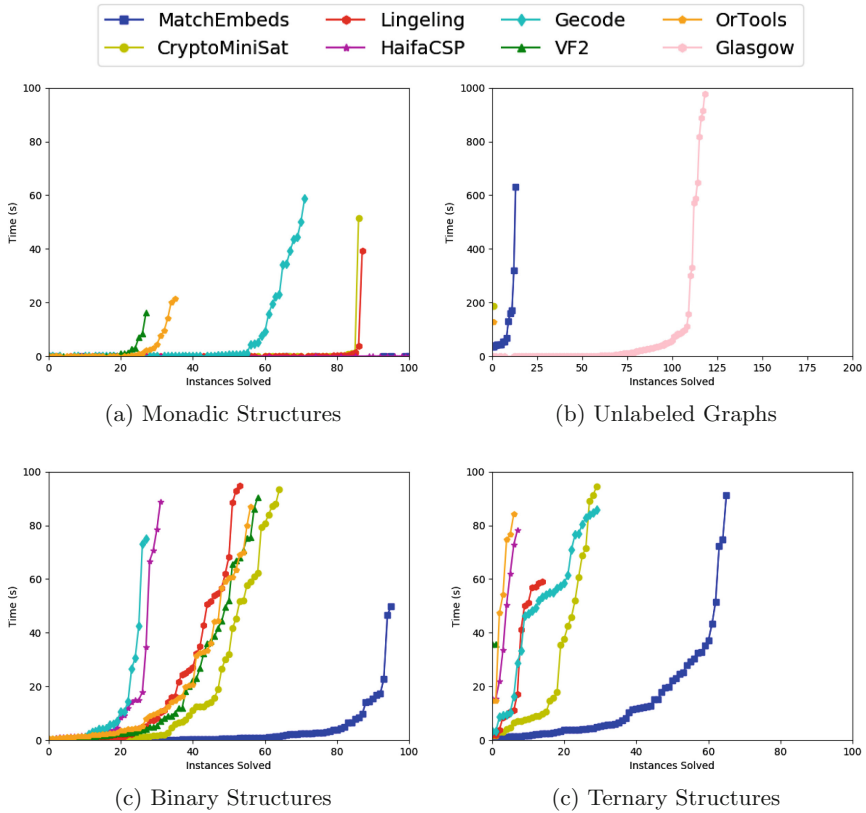 MatchEmbeds Lingeling Gecode OrTools
CryptoMiniSat HaifaCSP VF2 Glasgow
100
80
60
40
20
0
Time (s)
0 20 40 60 80 100
Instances Solved
(a) Monadic Structures
1000
800
600
400
200
0
Time (s)
0 25 50 75 100 125 150 175 200
Instances Solved
(b) Unlabeled Graphs
100
80
60
40
20
0
Time (s)
0 20 40 60 80 100
Instances Solved
(c) Binary Structures
100
80
60
40
20
0
Time (s)
0 20 40 60 80 100
Instances Solved
(c) Ternary Structures